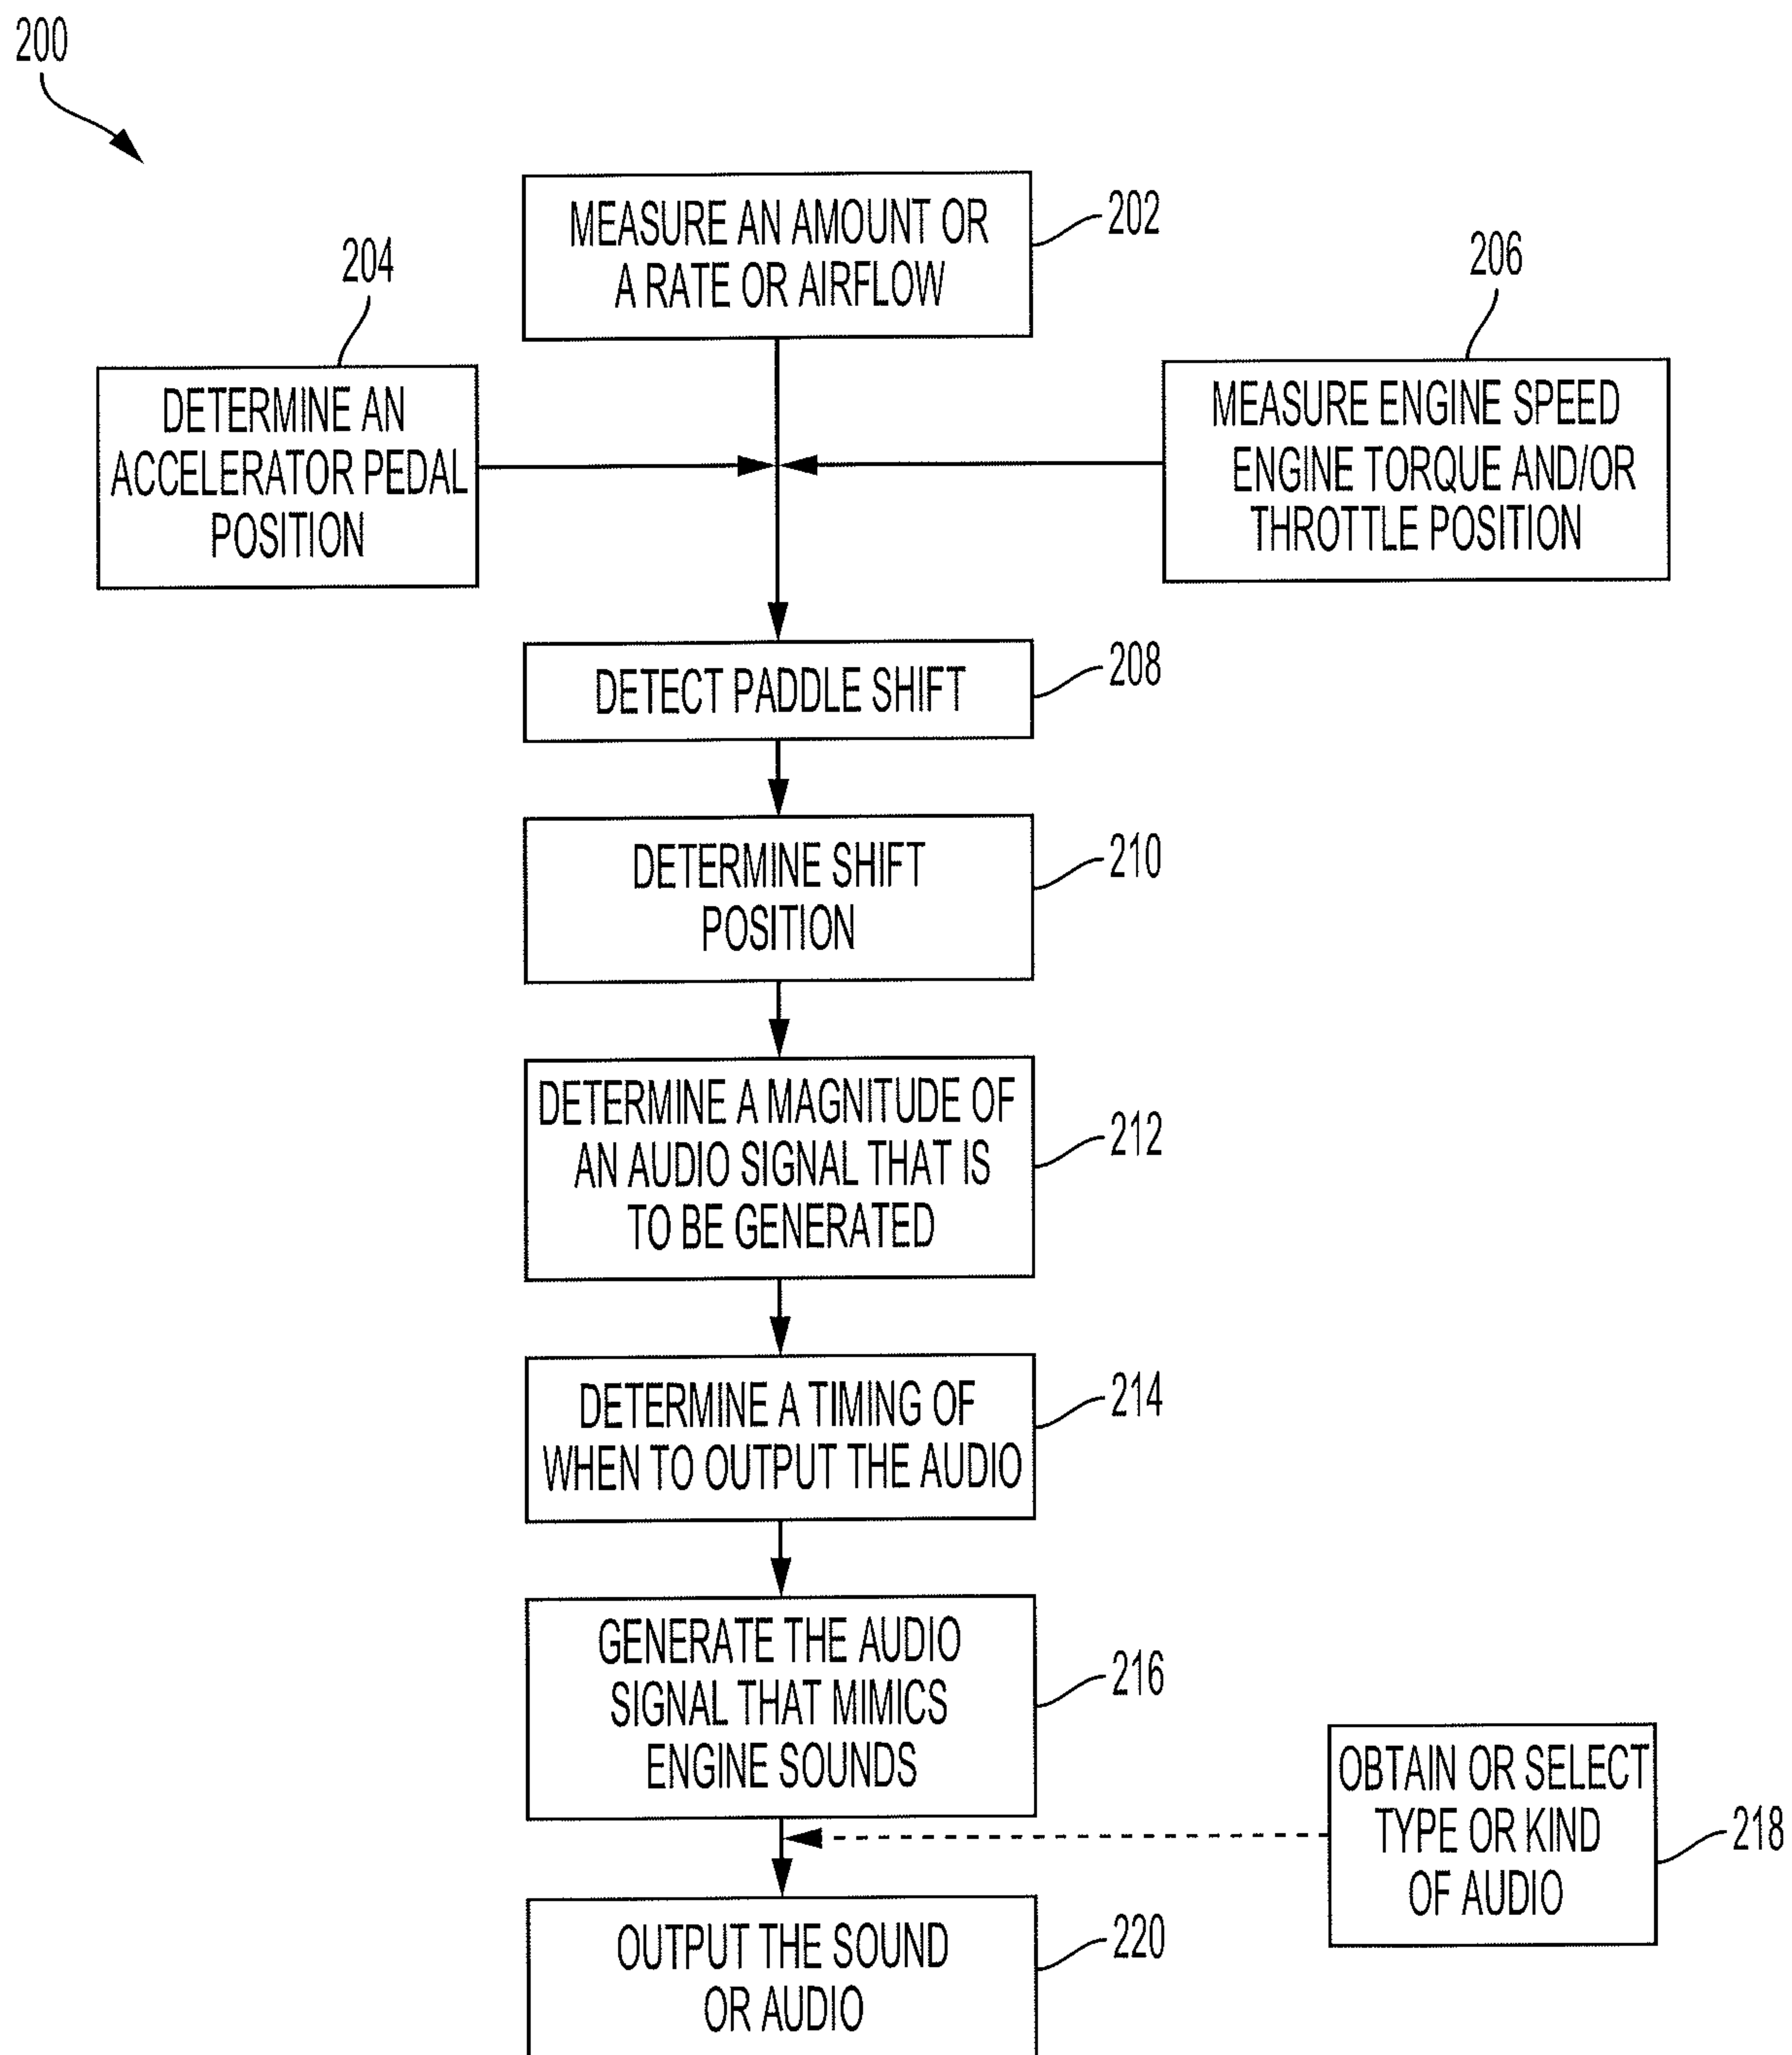 200
MEASURE AN AMOUNT OR
A RATE OR AIRFLOW
202
204
DETERMINE AN
ACCELERATOR PEDAL
POSITION
206
MEASURE ENGINE SPEED
ENGINE TORQUE AND/OR
THROTTLE POSITION
DETECT PADDLE SHIFT
208
DETERMINE SHIFT
POSITION
210
DETERMINE A MAGNITUDE OF
AN AUDIO SIGNAL THAT IS
TO BE GENERATED
212
DETERMINE A TIMING OF
WHEN TO OUTPUT THE AUDIO
214
GENERATE THE AUDIO
SIGNAL THAT MIMICS
ENGINE SOUNDS
216
OBTAIN OR SELECT
TYPE OR KIND
OF AUDIO
218
OUTPUT THE SOUND
OR AUDIO
220